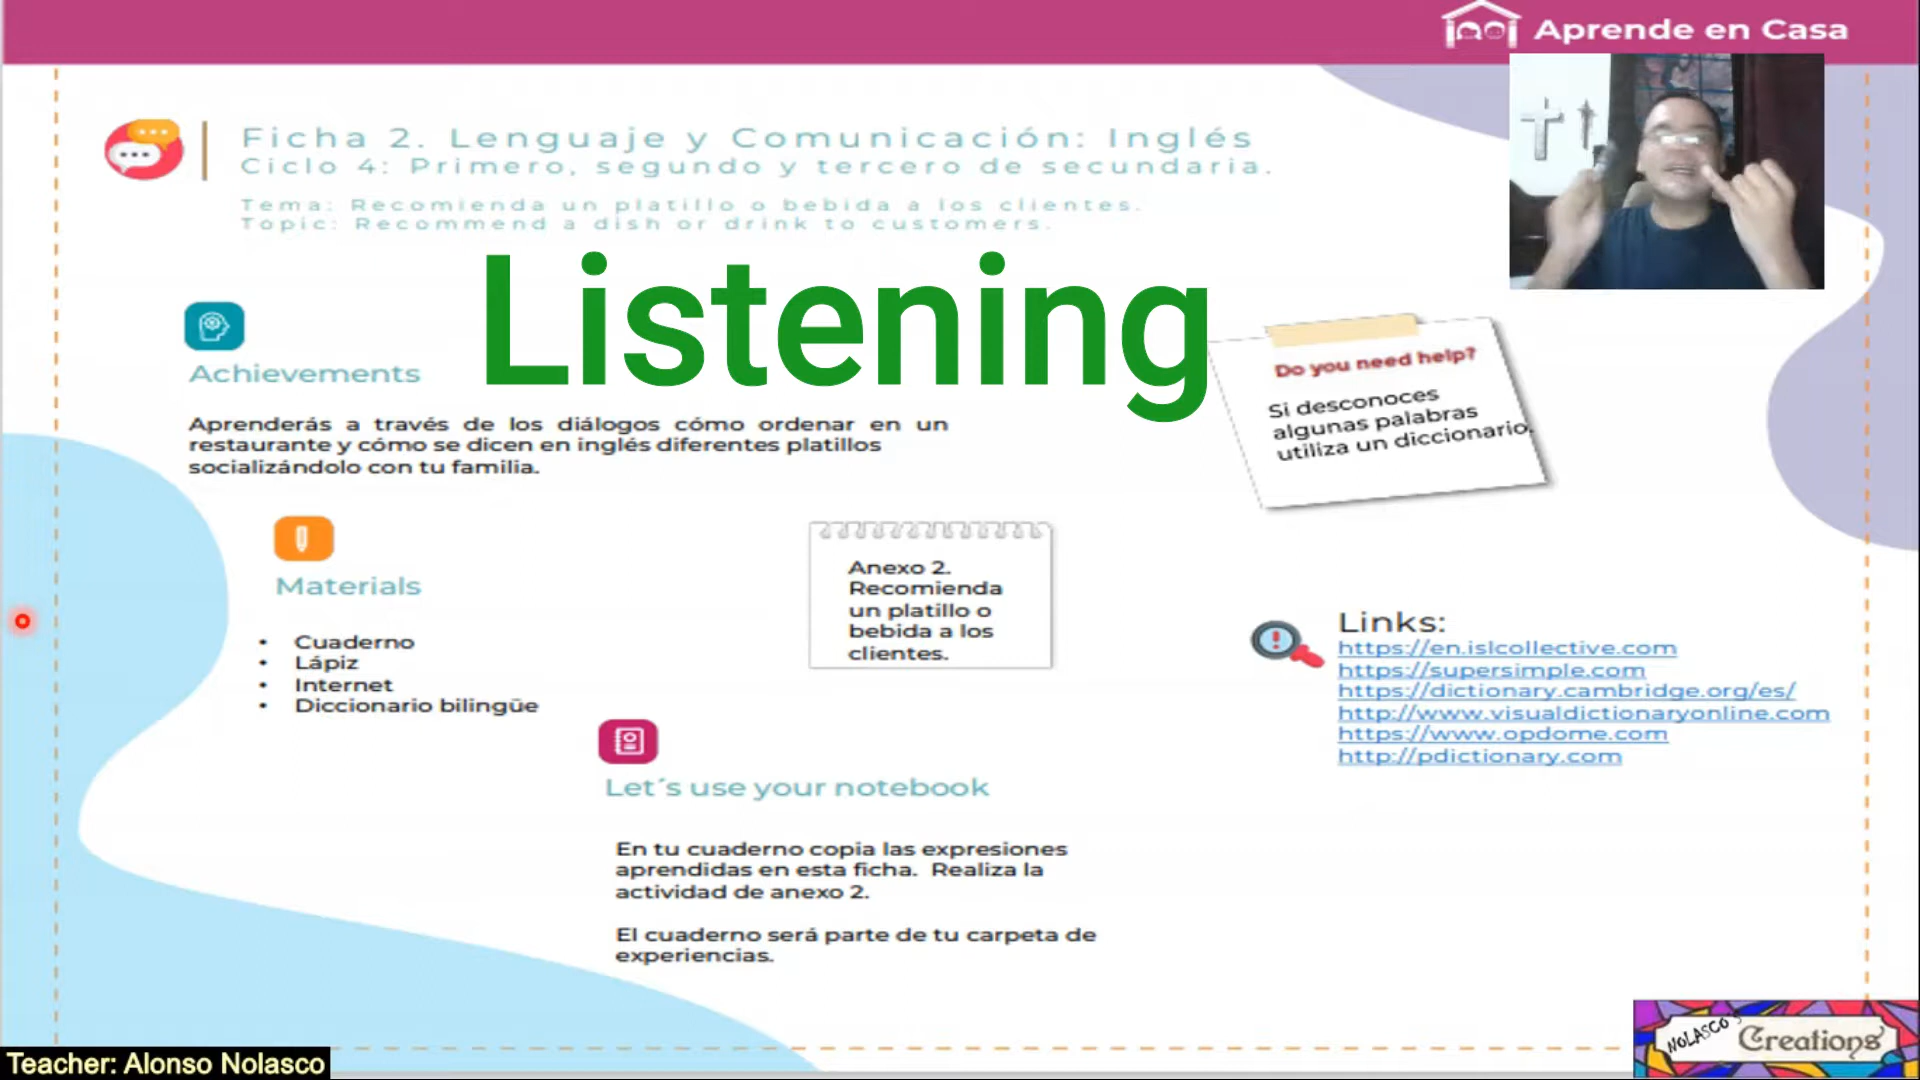 Aprende en Casa
Ficha 2. Lenguaje y Comunicación: Inglés
Ciclo 4: Primero, segundo y tercero de secundaria.
Tema: Recomienda un platillo o bebida a los clientes.
Topic: Recommend a dish or drink to customers.
Listening
Achievements
Aprenderás a través de los diálogos cómo ordenar en un
restaurante y cómo se dicen en inglés diferentes platillos
socializándolo con tu familia.
Do you need help?
Si desconoces
algunas palabras
utiliza un diccionario.
Materials
• Cuaderno
• Lápiz
• Internet
• Diccionario bilingüe
Anexo 2.
Recomienda
un platillo o
bebida a los
clientes.
Links:
https://en.islcollective.com
https://supersimple.com
https://dictionary.cambridge.org/es/
http://www.visualdictionaryonline.com
https://www.opdome.com
http://pdictionary.com
Let´s use your notebook
En tu cuaderno copia las expresiones
aprendidas en esta ficha. Realiza la
actividad de anexo 2.
El cuaderno será parte de tu carpeta de
experiencias.
Teacher: Alonso Nolasco
NOLASCO'S
Creations